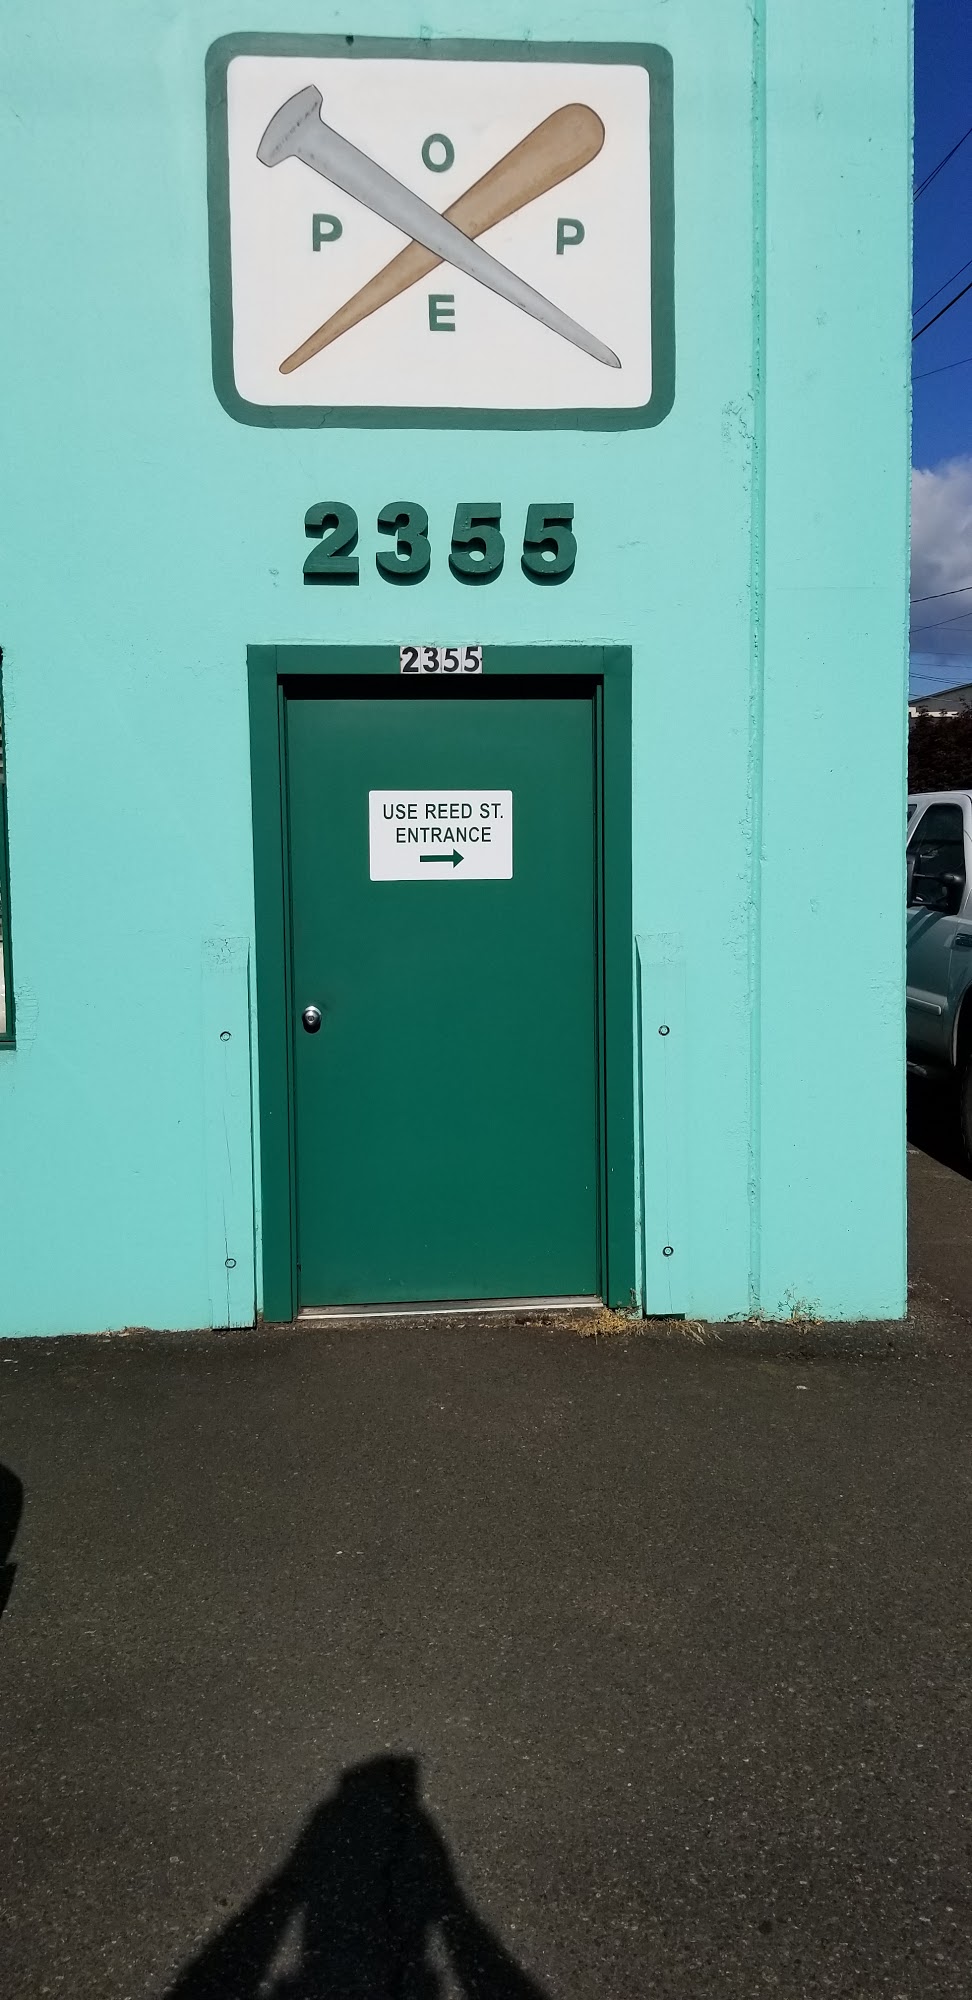 O
P P
E
2355
2355
USE REED ST.
ENTRANCE